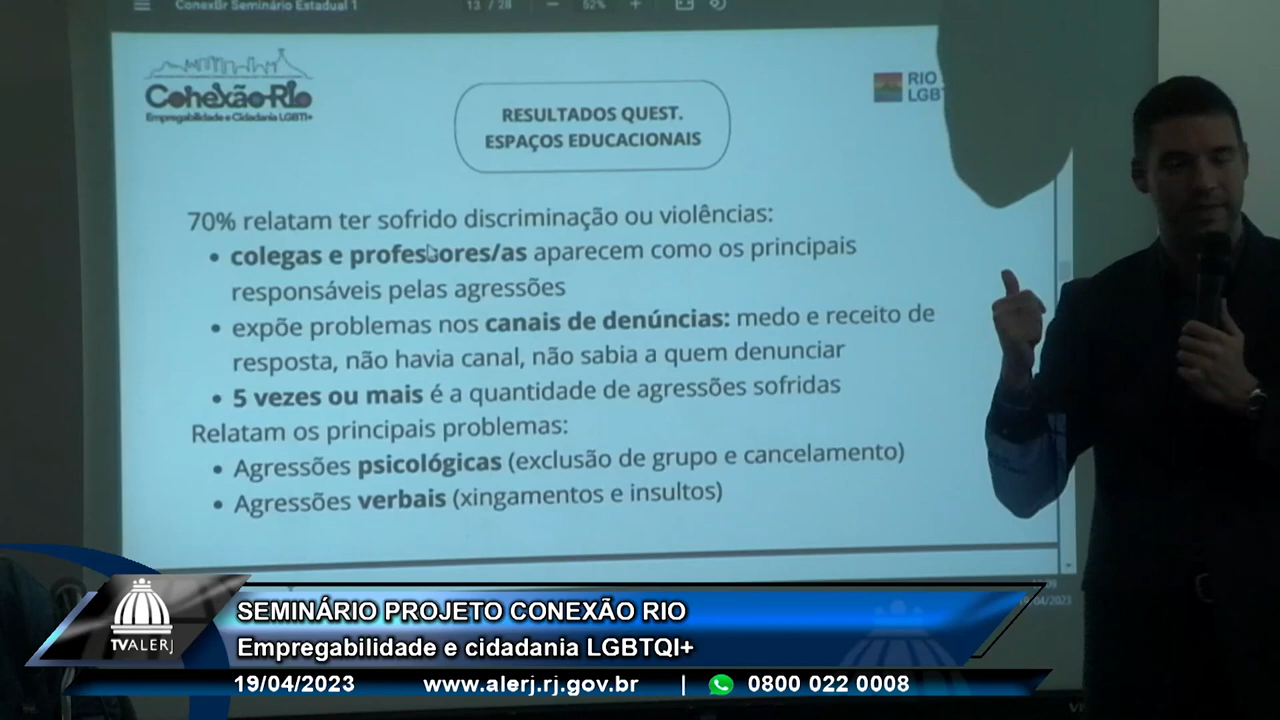 ConexBr Seminário Estadual 1
13 / 28
52%
Conexão Rio
Empregabilidade e Cidadania LGBTI+
RIO
LGBT
RESULTADOS QUEST.
ESPAÇOS EDUCACIONAIS
70% relatam ter sofrido discriminação ou violências:
• colegas e professores/as aparecem como os principais
responsáveis pelas agressões
• expõe problemas nos canais de denúncias: medo e receito de
resposta, não havia canal, não sabia a quem denunciar
• 5 vezes ou mais é a quantidade de agressões sofridas
Relatam os principais problemas:
• Agressões psicológicas (exclusão de grupo e cancelamento)
• Agressões verbais (xingamentos e insultos)
19/04/2023
TVALERJ
SEMINÁRIO PROJETO CONEXÃO RIO
Empregabilidade e cidadania LGBTQI+
19/04/2023 www.alerj.rj.gov.br | 0800 022 0008